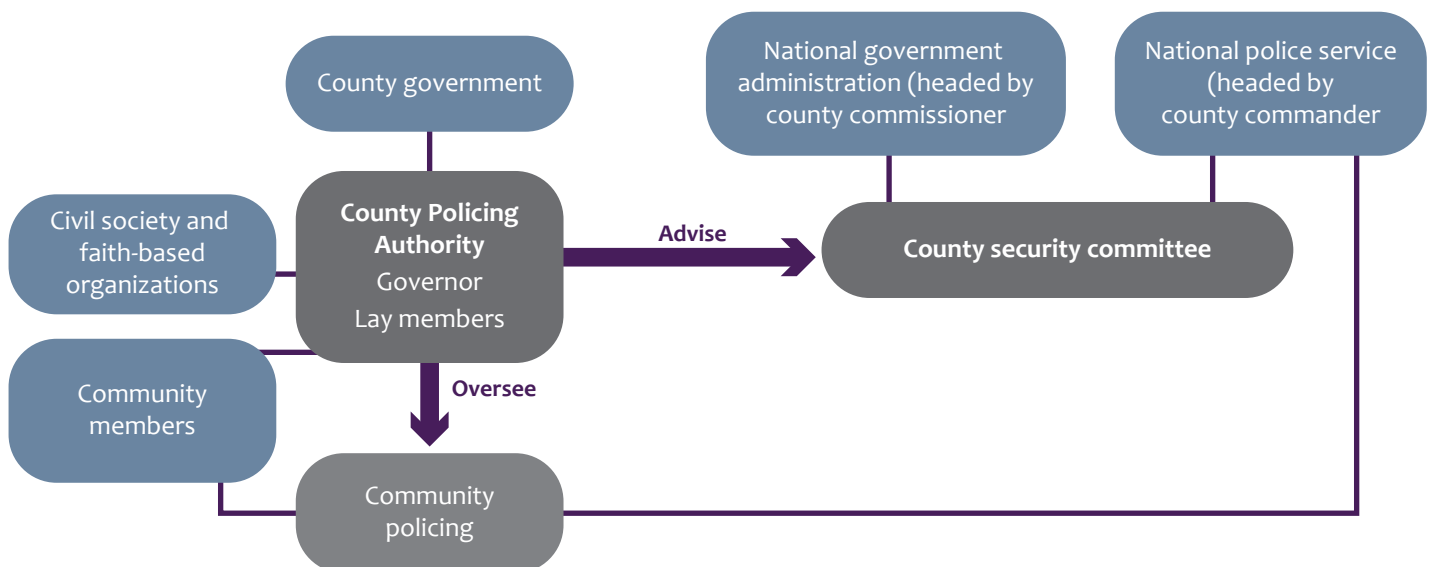 County government
National government
administration (headed by
county commissioner
National police service
(headed by
county commander
Civil society and
faith-based
organizations
County Policing
Authority
Governor
Lay members
Advise
County security committee
Community
members
Oversee
Community
policing